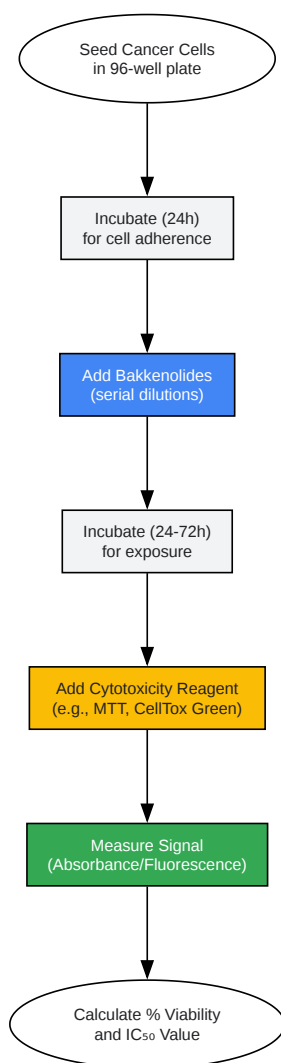 Seed Cancer Cells
in 96-well plate
Incubate (24h)
for cell adherence
Add Bakkenolides
(serial dilutions)
Incubate (24-72h)
for exposure
Add Cytotoxicity Reagent
(e.g., MTT, CellTox Green)
Measure Signal
(Absorbance/Fluorescence)
Calculate % Viability
and IC₅₀ Value